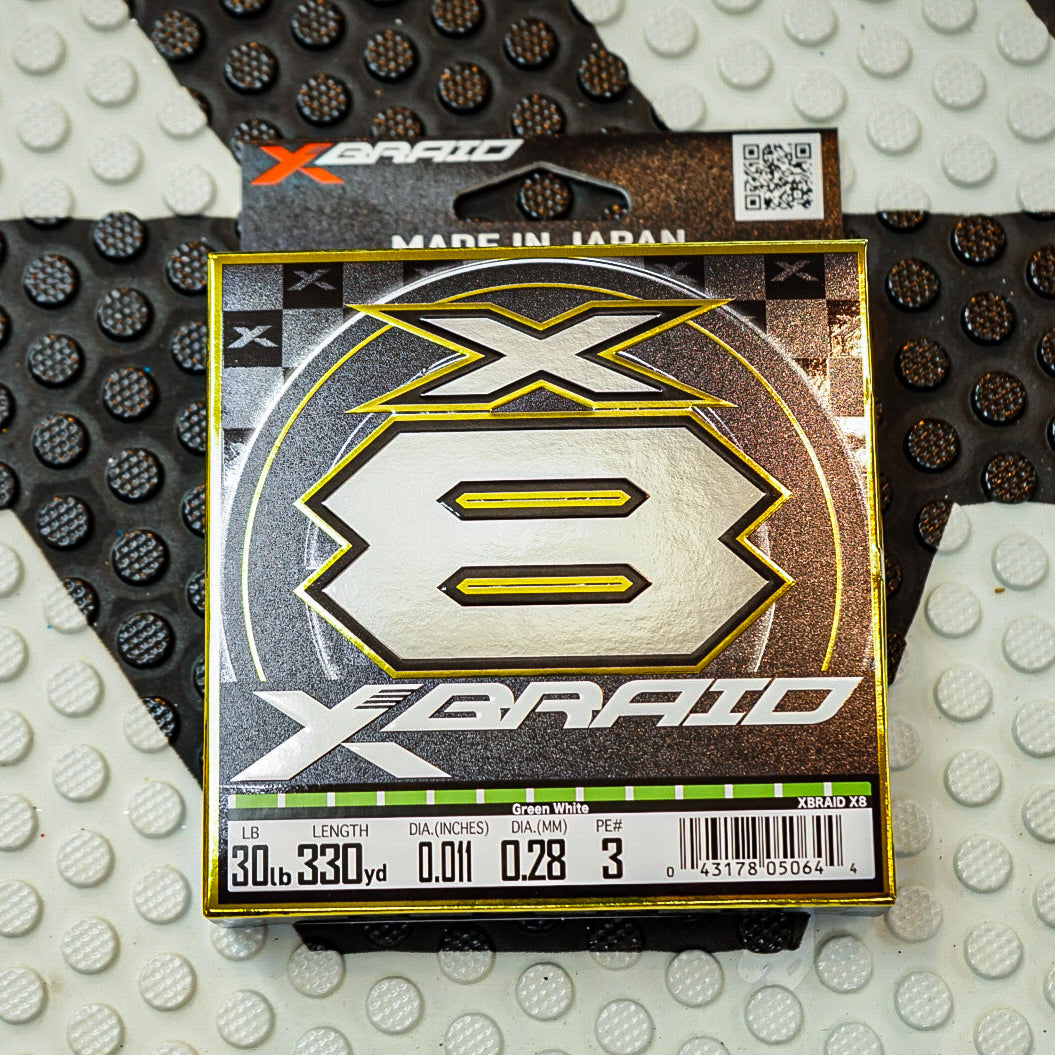 XBRAID
MADE IN JAPAN
X
X
X
X
8
XBRAID
Green White
XBRAID X8
LB LENGTH DIA.(INCHES) DIA.(MM) PE#
30lb 330yd 0.011 0.28 3
0 43178 05064 4